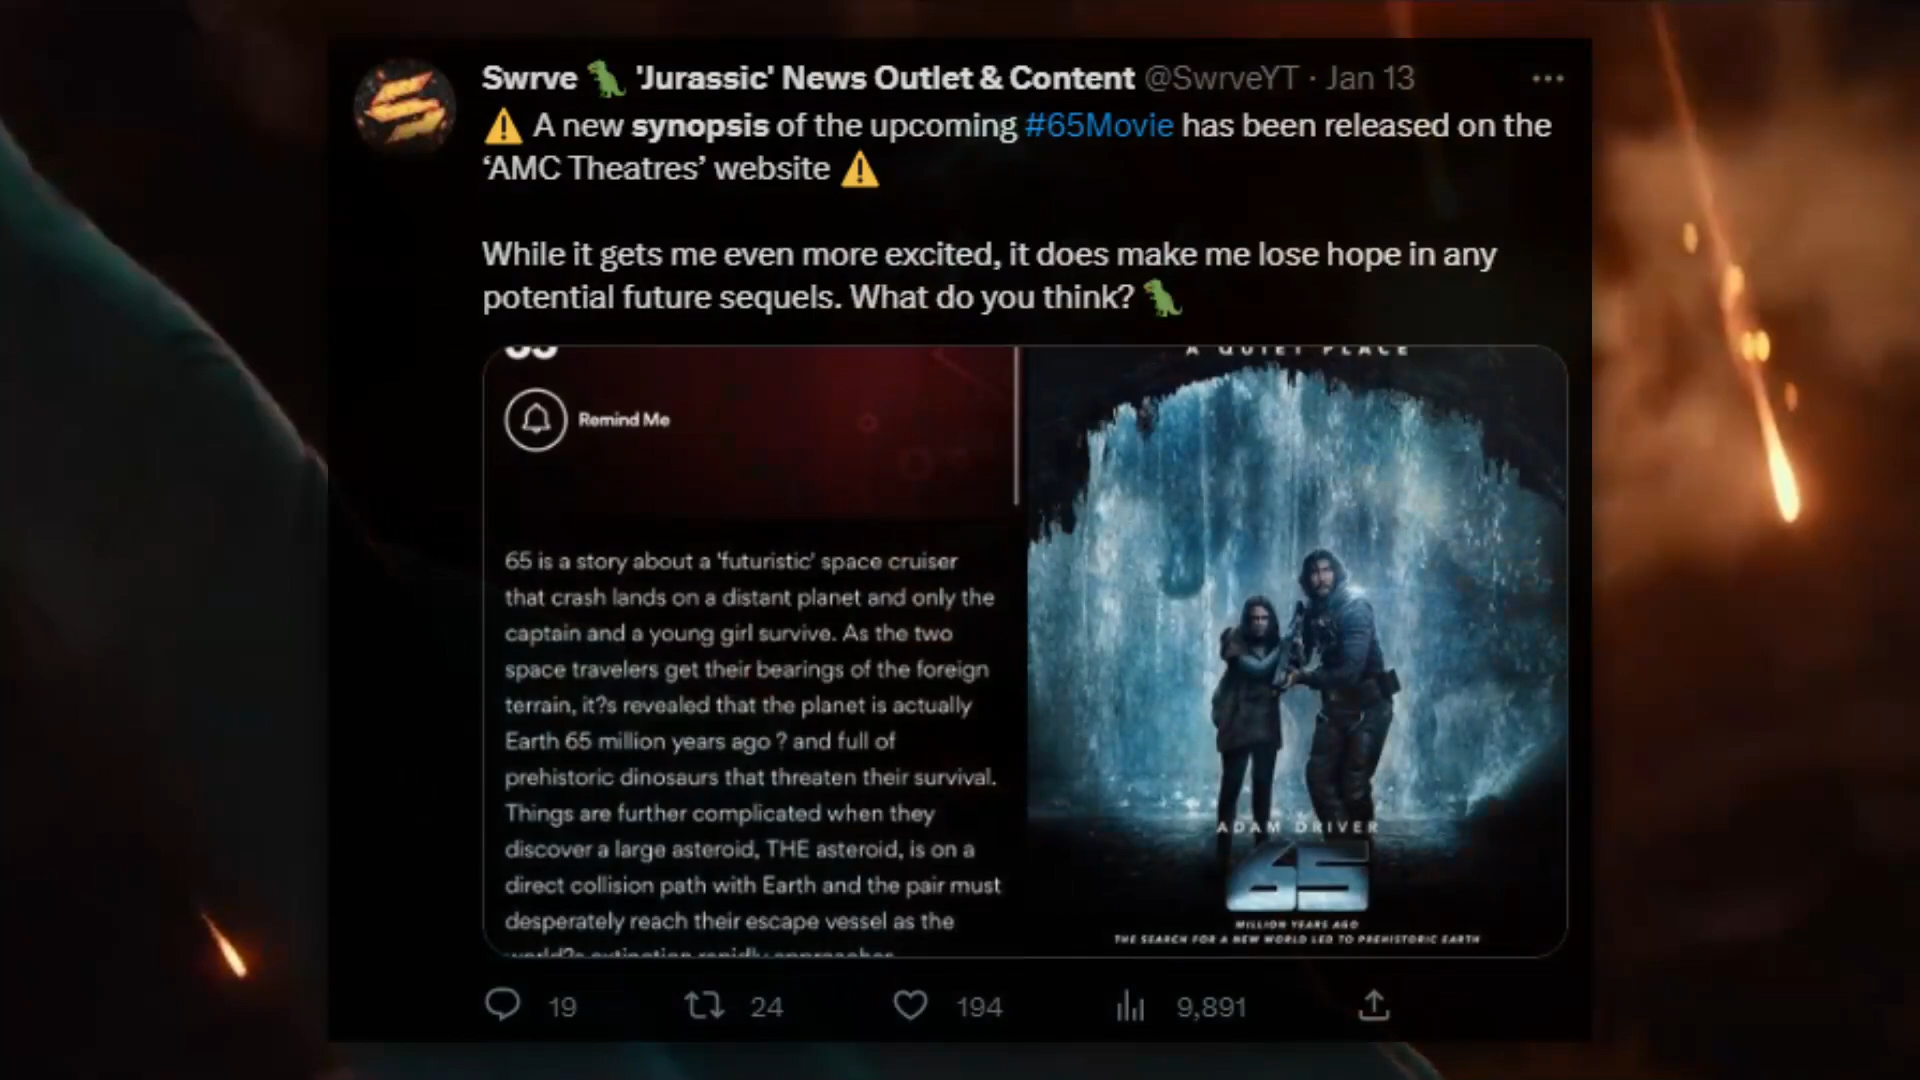 Swrve 🦖 'Jurassic' News Outlet & Content @SwrveYT · Jan 13
⚠️ A new synopsis of the upcoming #65Movie has been released on the
‘AMC Theatres’ website ⚠️
While it gets me even more excited, it does make me lose hope in any
potential future sequels. What do you think? 🦖
65
Remind Me
65 is a story about a 'futuristic' space cruiser
that crash lands on a distant planet and only the
captain and a young girl survive. As the two
space travelers get their bearings of the foreign
terrain, it?s revealed that the planet is actually
Earth 65 million years ago ? and full of
prehistoric dinosaurs that threaten their survival.
Things are further complicated when they
discover a large asteroid, THE asteroid, is on a
direct collision path with Earth and the pair must
desperately reach their escape vessel as the
world?s extinction rapidly approaches
A QUIET PLACE
ADAM DRIVER
65
MILLION YEARS AGO
THE SEARCH FOR A NEW WORLD LED TO PREHISTORIC EARTH
19 24 194 9,891